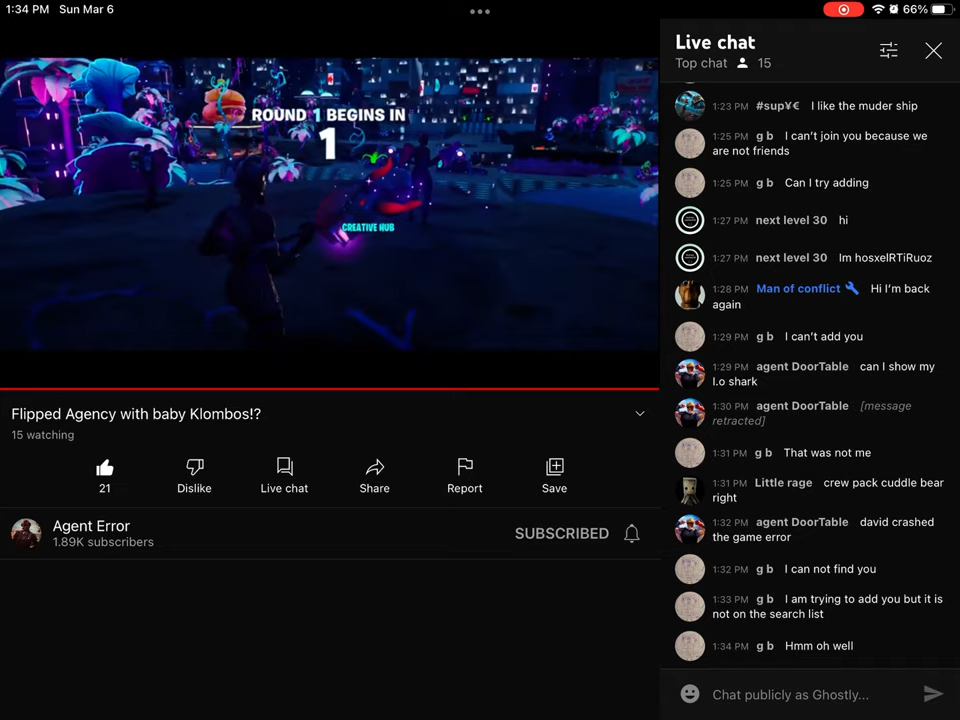 1:34 PM Sun Mar 6
66%
ROUND 1 BEGINS IN
1
CREATIVE HUB
Flipped Agency with baby Klombos!?
15 watching
21
Dislike
Live chat
Share
Report
Save
Agent Error
1.89K subscribers
SUBSCRIBED
Live chat
Top chat 15
1:23 PM #sup¥€ I like the muder ship
1:25 PM g b I can't join you because we
are not friends
1:25 PM g b Can I try adding
1:27 PM next level 30 hi
1:27 PM next level 30 Im hosxelRTiRuoz
1:28 PM Man of conflict Hi I'm back
again
1:29 PM g b I can't add you
1:29 PM agent DoorTable can I show my
I.o shark
1:30 PM agent DoorTable [message
retracted]
1:31 PM g b That was not me
1:31 PM Little rage crew pack cuddle bear
right
1:32 PM agent DoorTable david crashed
the game error
1:32 PM g b I can not find you
1:33 PM g b I am trying to add you but it is
not on the search list
1:34 PM g b Hmm oh well
Chat publicly as Ghostly...